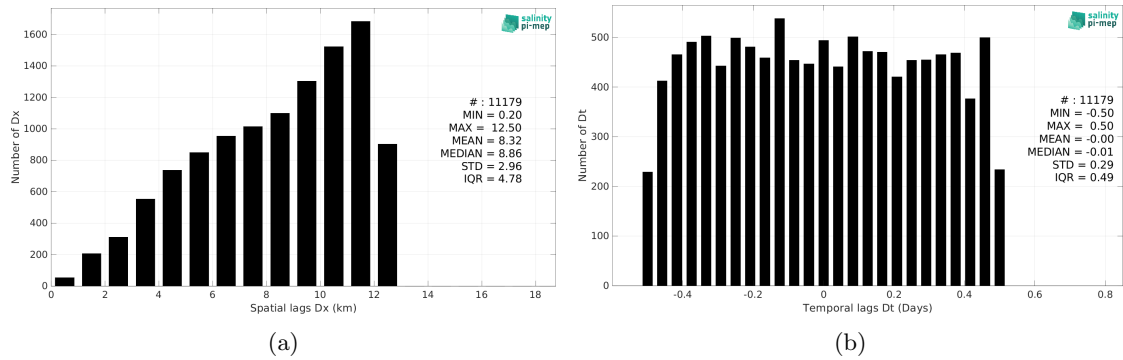 salinity
pi-mep
Number of Dx
1600
1400
1200
1000
800
600
400
200
0
# : 11179
MIN = 0.20
MAX = 12.50
MEAN = 8.32
MEDIAN = 8.86
STD = 2.96
IQR = 4.78
0 2 4 6 8 10 12 14 16 18
Spatial lags Dx (km)
(a)
salinity
pi-mep
Number of Dt
500
400
300
200
100
0
# : 11179
MIN = -0.50
MAX = 0.50
MEAN = -0.00
MEDIAN = -0.01
STD = 0.29
IQR = 0.49
-0.4 -0.2 0 0.2 0.4 0.6 0.8
Temporal lags Dt (Days)
(b)